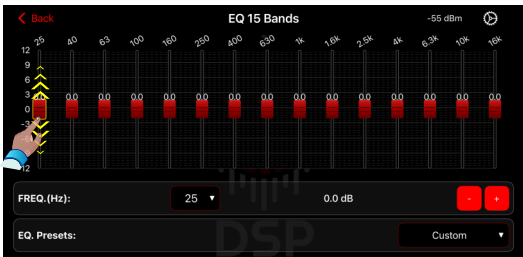 Back
EQ 15 Bands
-55 dBm
25 40 63 100 160 250 400 630 1k 1.6k 2.5k 4k 6.3k 10k 16k
12
9
6
3
0.0 0.0 0.0 0.0 0.0 0.0 0.0 0.0 0.0 0.0 0.0 0.0 0.0 0.0 0.0
0
-3
-12
FREQ.(Hz):
25 ▼
0.0 dB
-
+
EQ. Presets:
Custom ▼
DSP